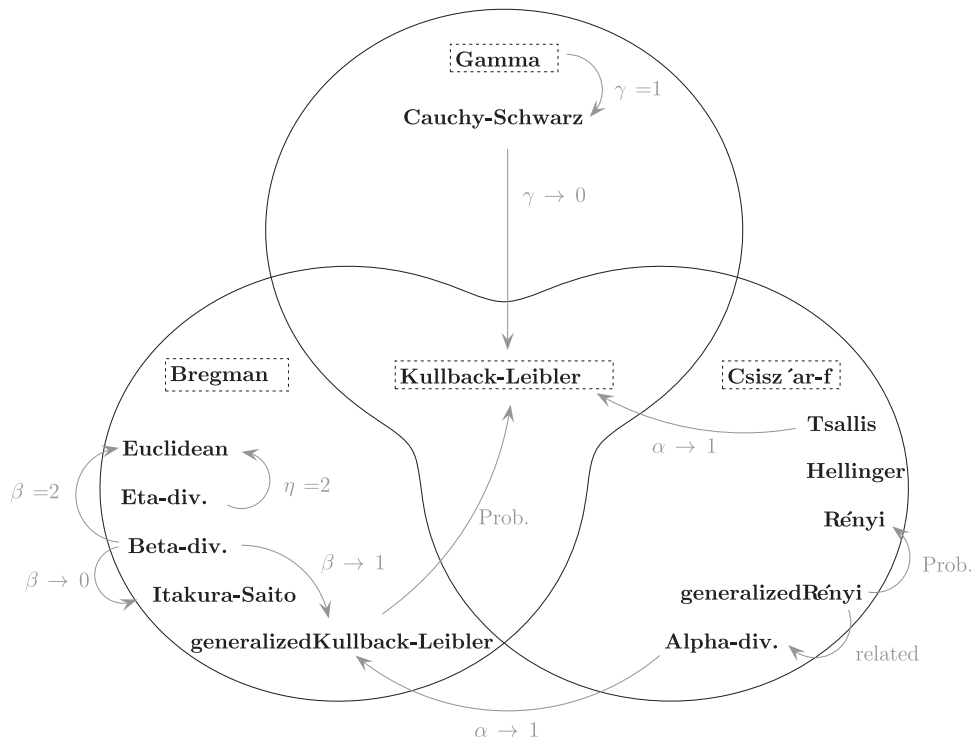 Gamma
γ =1
Cauchy-Schwarz
γ → 0
Bregman
Kullback-Leibler
Csisz ´ar-f
Tsallis
α → 1
Euclidean
Hellinger
β =2
η =2
Eta-div.
Prob.
Rényi
Beta-div.
β → 1
Prob.
β → 0
Itakura-Saito
generalizedRényi
generalizedKullback-Leibler
Alpha-div.
related
α → 1